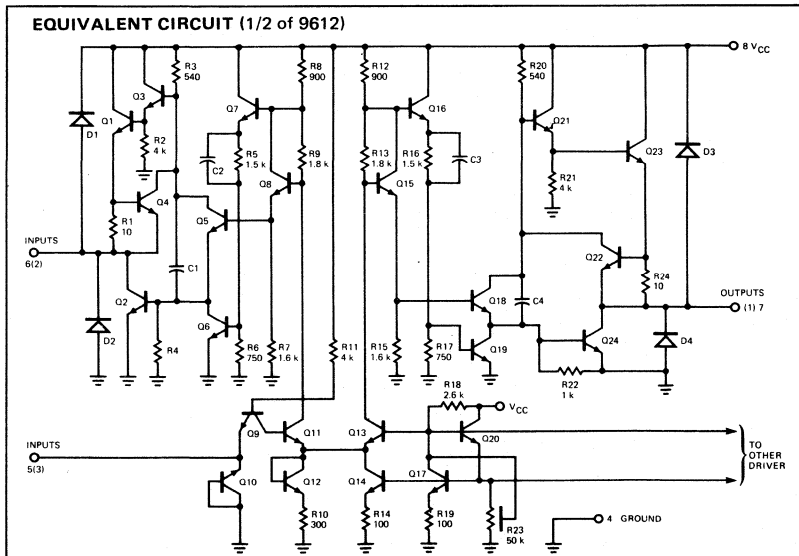 EQUIVALENT CIRCUIT (1/2 of 9612)
8 VCC
R3
540
R8
900
R12
900
R20
540
Q3
Q1
Q7
Q16
Q21
D1
R2
4 k
R5
1.5 k
C2
R9
1.8 k
R13
1.8 k
R16
1.5 k
C3
Q23
D3
Q8
Q15
R21
4 k
Q4
Q5
R1
10
Q22
INPUTS
6(2)
C1
Q18
C4
R24
10
OUTPUTS
(1) 7
Q2
Q6
D2
R4
R6
750
R7
1.6 k
R11
4 k
R15
1.6 k
R17
750
Q19
Q24
D4
R22
1 k
R18
2.6 k
VCC
Q9
Q11
Q13
Q20
INPUTS
5(3)
TO
OTHER
DRIVER
Q10
Q12
Q14
Q17
R10
300
R14
100
R19
100
R23
50 k
4 GROUND